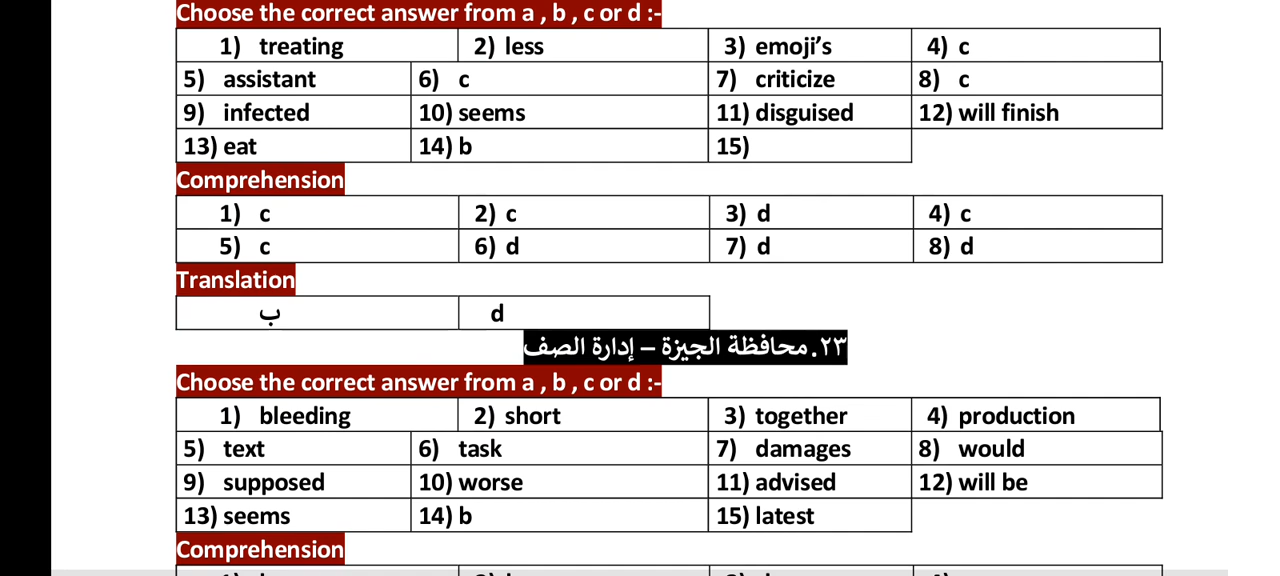 Choose the correct answer from a , b , c or d :-
1) treating 2) less 3) emoji's 4) c
5) assistant 6) c 7) criticize 8) c
9) infected 10) seems 11) disguised 12) will finish
13) eat 14) b 15)
Comprehension
1) c 2) c 3) d 4) c
5) c 6) d 7) d 8) d
Translation
ب d
٢٣.محافظة الجيزة – إدارة الصف
Choose the correct answer from a , b , c or d :-
1) bleeding 2) short 3) together 4) production
5) text 6) task 7) damages 8) would
9) supposed 10) worse 11) advised 12) will be
13) seems 14) b 15) latest
Comprehension